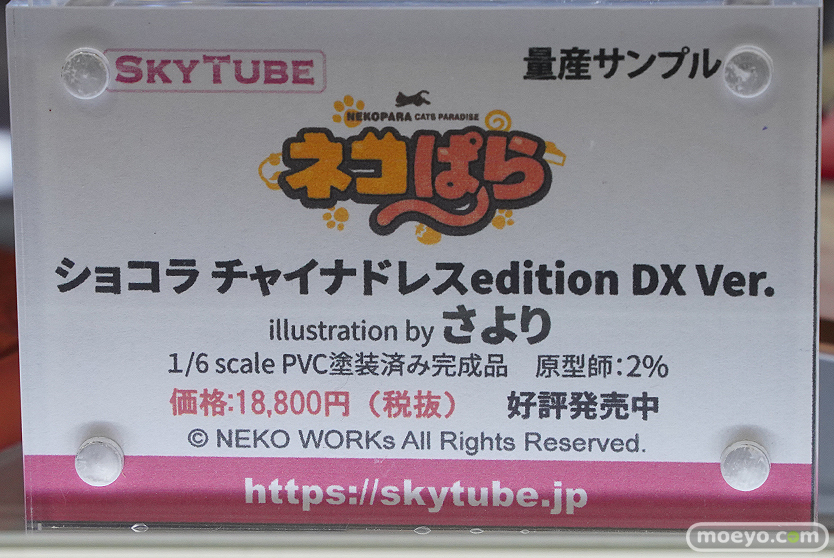 SKYTUBE
量産サンプル
NEKOPARA CATS PARADISE
ネコぱら
ショコラ チャイナドレスedition DX Ver.
illustration by さより
1/6 scale PVC塗装済み完成品 原型師:2%
価格:18,800円(税抜) 好評発売中
© NEKO WORKs All Rights Reserved.
https://skytube.jp
moeyo.com